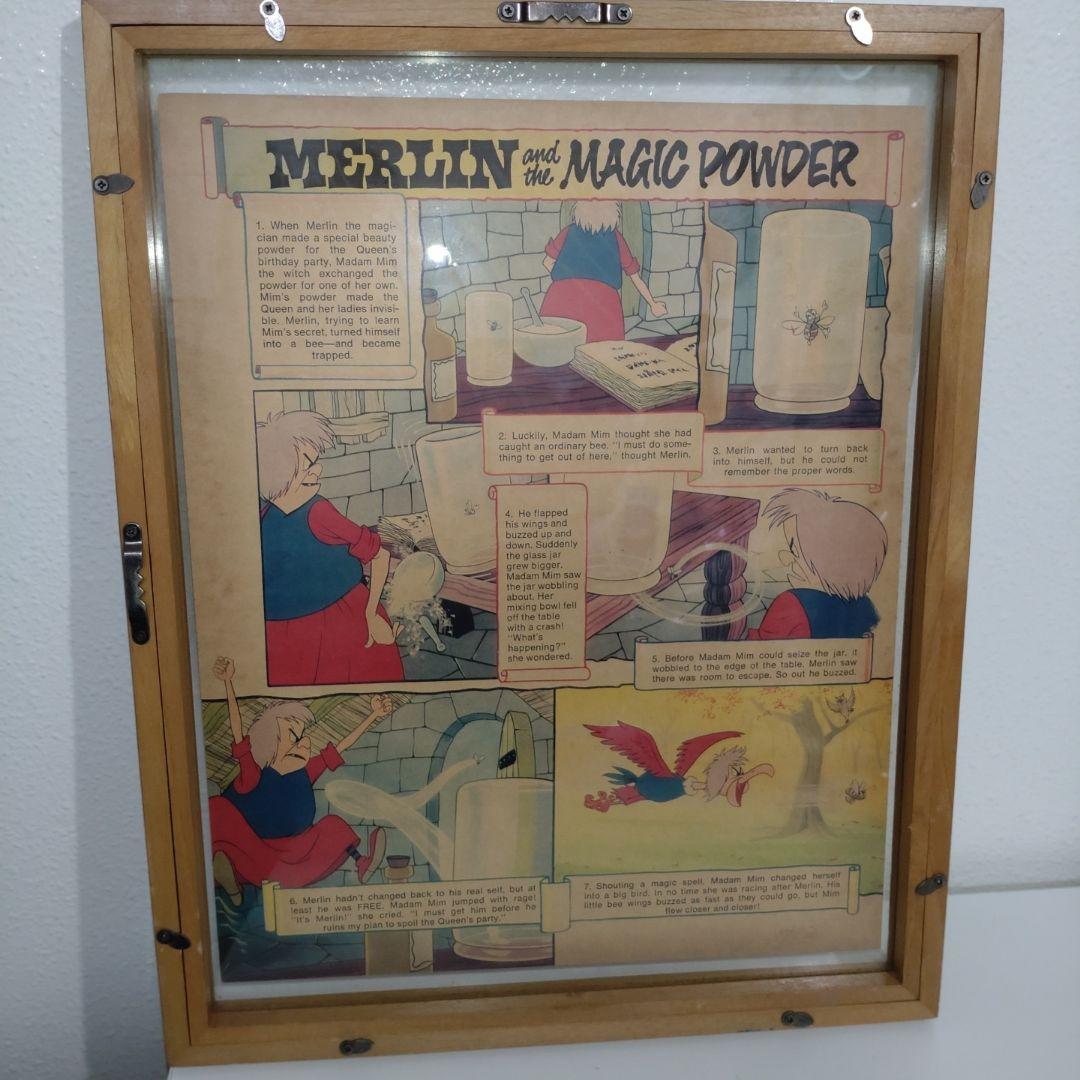 MERLIN and the MAGIC POWDER
1. When Merlin the magi-
cian made a special beauty
powder for the Queen's
birthday party, Madam Mim
the witch exchanged the
powder for one of her own.
Mim's powder made the
Queen and her ladies invisi-
ble. Merlin, trying to learn
Mim's secret, turned himself
into a bee—and became
trapped.
2. Luckily, Madam Mim thought she had
caught an ordinary bee. "I must do some-
thing to get out of here," thought Merlin.
3. Merlin wanted to turn back
into himself, but he could not
remember the proper words.
4. He flapped
his wings and
buzzed up and
down. Suddenly
the glass jar
grew bigger.
Madam Mim saw
the jar wobbling
about. Her
mixing bowl fell
off the table
with a crash!
"What's
happening?"
she wondered.
5. Before Madam Mim could seize the jar, it
wobbled to the edge of the table. Merlin saw
there was room to escape. So out he buzzed.
6. Merlin hadn't changed back to his real self, but at
least he was FREE. Madam Mim jumped with rage!
"It's Merlin!" she cried. "I must get him before he
ruins my plan to spoil the Queen's party."
7. Shouting a magic spell, Madam Mim changed herself
into a big bird. In no time she was racing after Merlin. His
little bee wings buzzed as fast as they could go, but Mim
flew closer and closer!